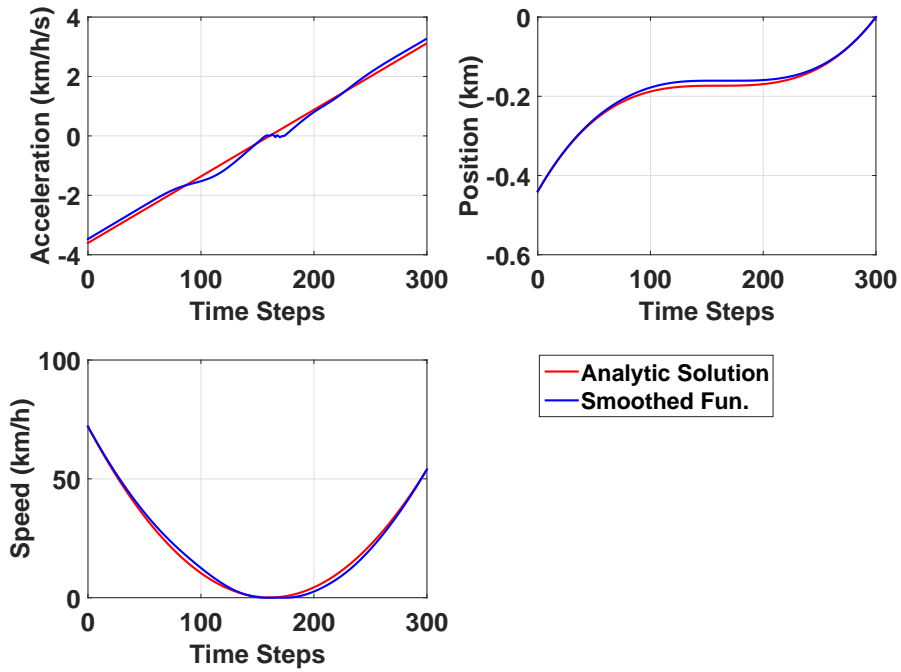 4
2
0
-2
-4
Acceleration (km/h/s)
0 100 200 300
Time Steps
0
-0.2
-0.4
-0.6
Position (km)
0 100 200 300
Time Steps
100
50
0
Speed (km/h)
0 100 200 300
Time Steps
Analytic Solution
Smoothed Fun.